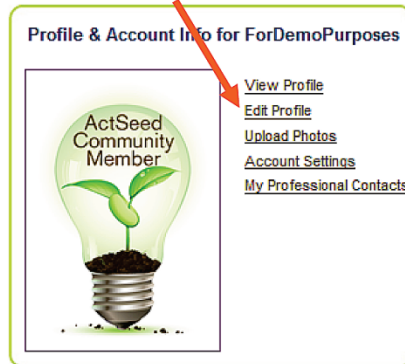 Profile & Account Info for ForDemoPurposes
ActSeed
Community
Member
View Profile
Edit Profile
Upload Photos
Account Settings
My Professional Contacts